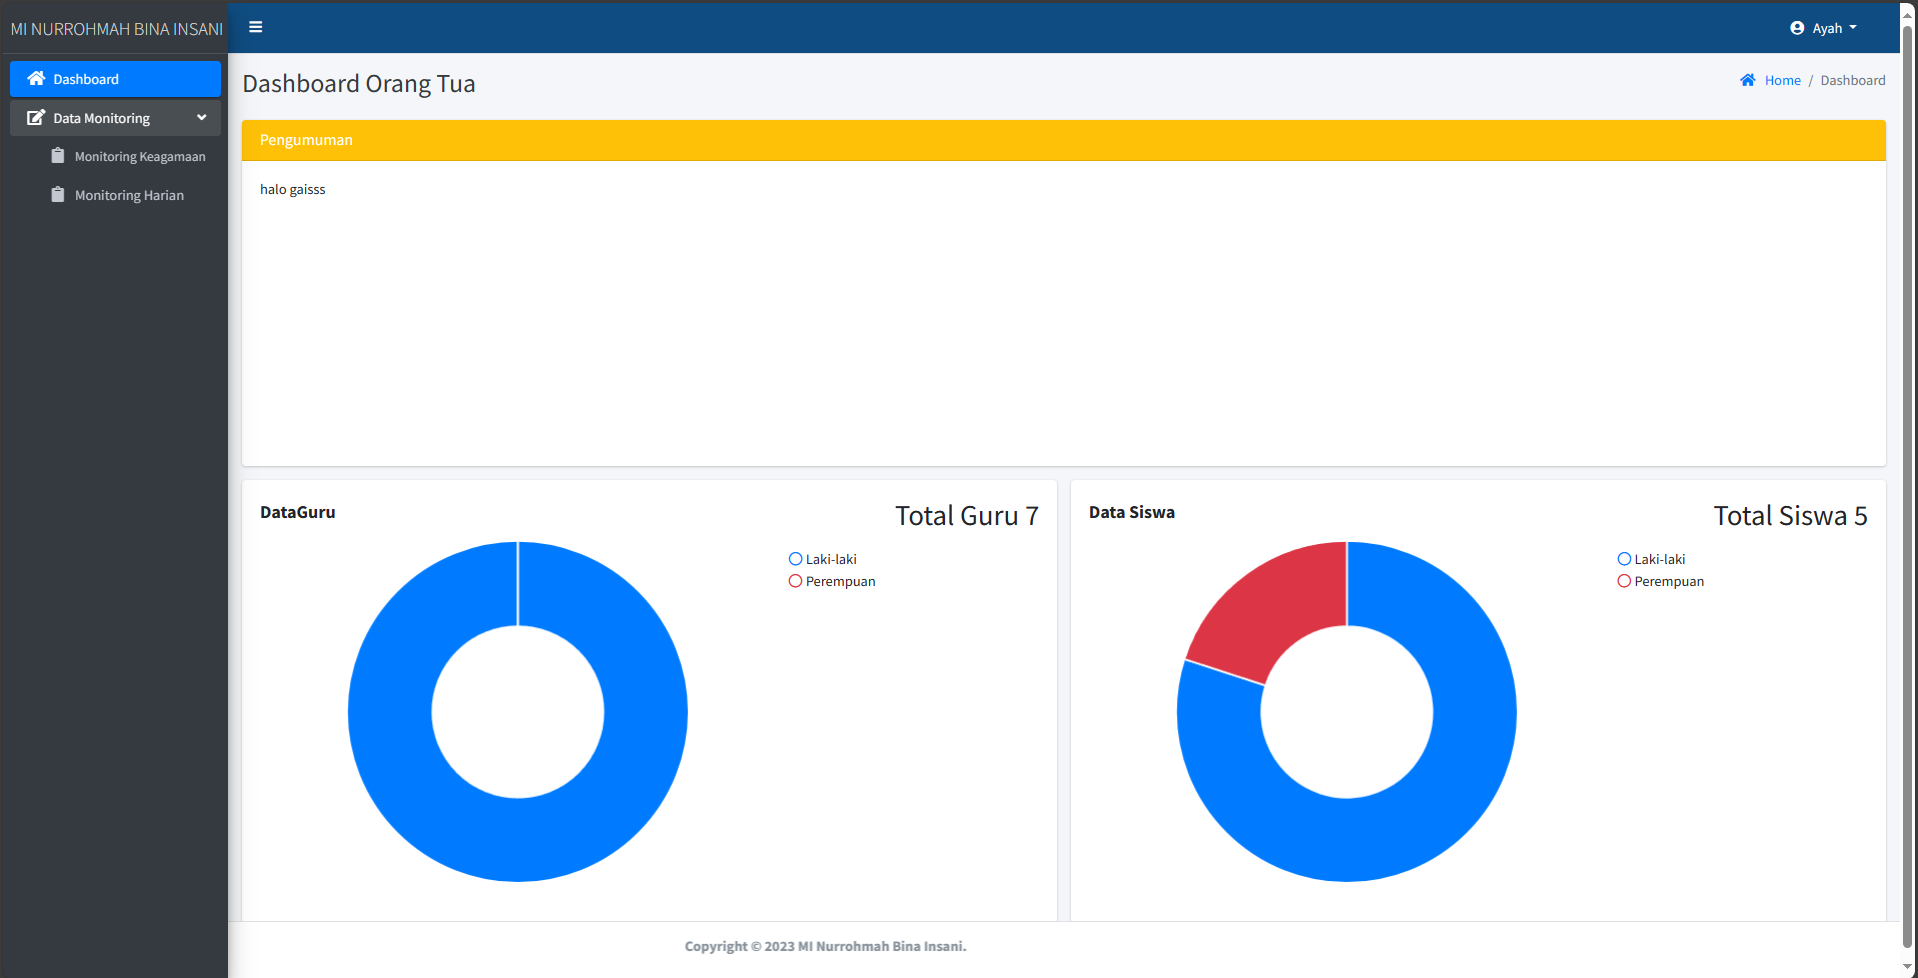 MI NURROHMAH BINA INSANI
Ayah
Dashboard
Data Monitoring
Monitoring Keagamaan
Monitoring Harian
Dashboard Orang Tua
Home / Dashboard
Pengumuman
halo gaisss
DataGuru
Total Guru 7
Laki-laki
Perempuan
Data Siswa
Total Siswa 5
Laki-laki
Perempuan
Copyright © 2023 MI Nurrohmah Bina Insani.